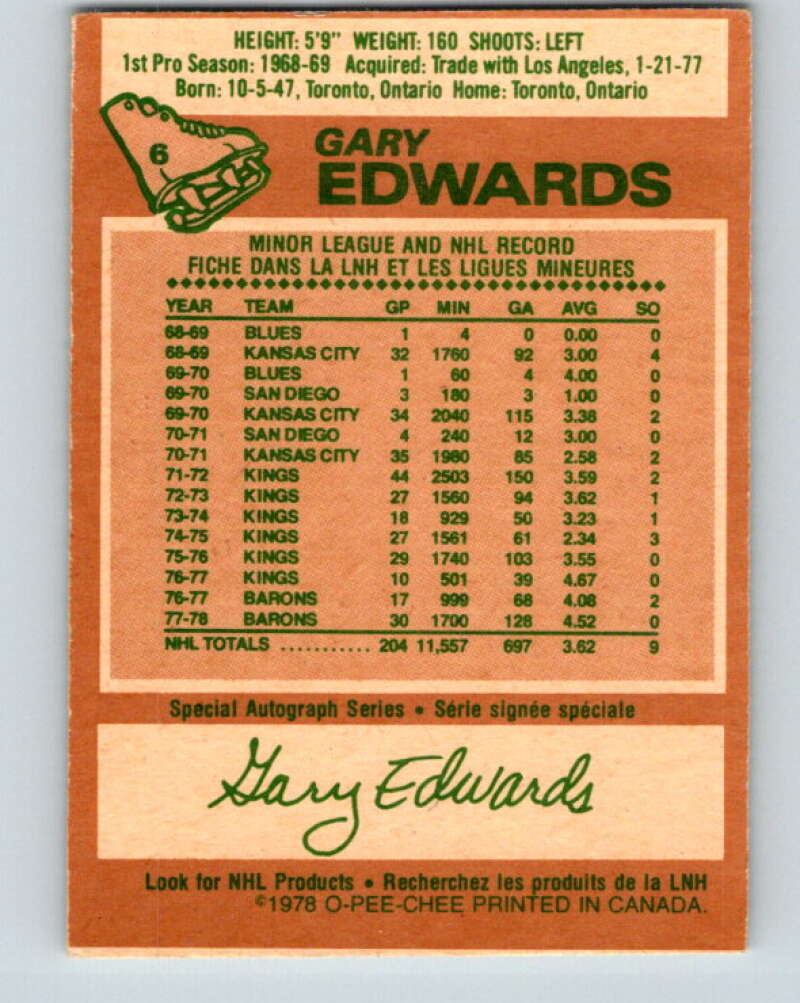 HEIGHT: 5'9" WEIGHT: 160 SHOOTS: LEFT
1st Pro Season: 1968-69 Acquired: Trade with Los Angeles, 1-21-77
Born: 10-5-47, Toronto, Ontario Home: Toronto, Ontario
6
GARY
EDWARDS
MINOR LEAGUE AND NHL RECORD
FICHE DANS LA LNH ET LES LIGUES MINEURES
YEAR TEAM GP MIN GA AVG SO
68-69 BLUES 1 4 0 0.00 0
68-69 KANSAS CITY 32 1760 92 3.00 4
69-70 BLUES 1 60 4 4.00 0
69-70 SAN DIEGO 3 180 3 1.00 0
69-70 KANSAS CITY 34 2040 115 3.38 2
70-71 SAN DIEGO 4 240 12 3.00 0
70-71 KANSAS CITY 35 1980 85 2.58 2
71-72 KINGS 44 2503 150 3.59 2
72-73 KINGS 27 1560 94 3.62 1
73-74 KINGS 18 929 50 3.23 1
74-75 KINGS 27 1561 61 2.34 3
75-76 KINGS 29 1740 103 3.55 0
76-77 KINGS 10 501 39 4.67 0
76-77 BARONS 17 999 68 4.08 2
77-78 BARONS 30 1700 128 4.52 0
NHL TOTALS ........... 204 11,557 697 3.62 9
Special Autograph Series • Série signée spéciale
Gary Edwards
Look for NHL Products • Recherchez les produits de la LNH
©1978 O-PEE-CHEE PRINTED IN CANADA.